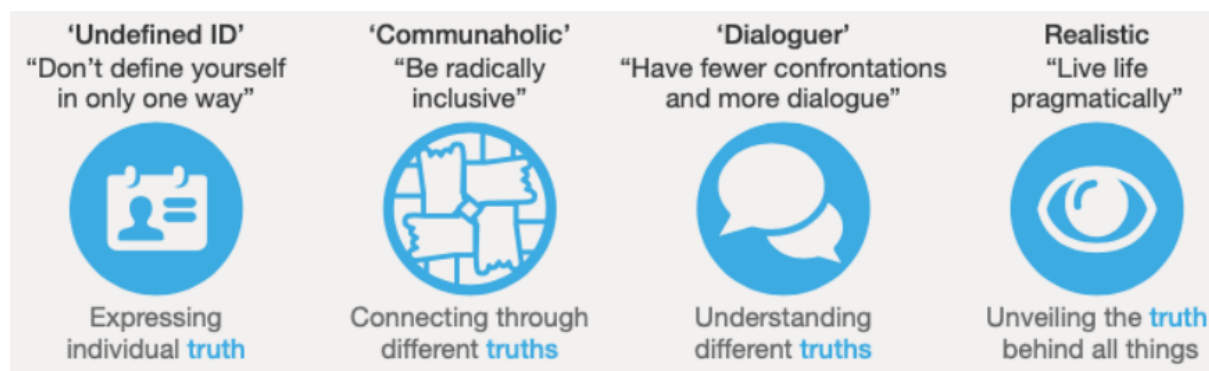 ‘Undefined ID’
“Don’t define yourself
in only one way”
Expressing
individual truth
‘Communaholic’
“Be radically
inclusive”
Connecting through
different truths
‘Dialoguer’
“Have fewer confrontations
and more dialogue”
Understanding
different truths
Realistic
“Live life
pragmatically”
Unveiling the truth
behind all things